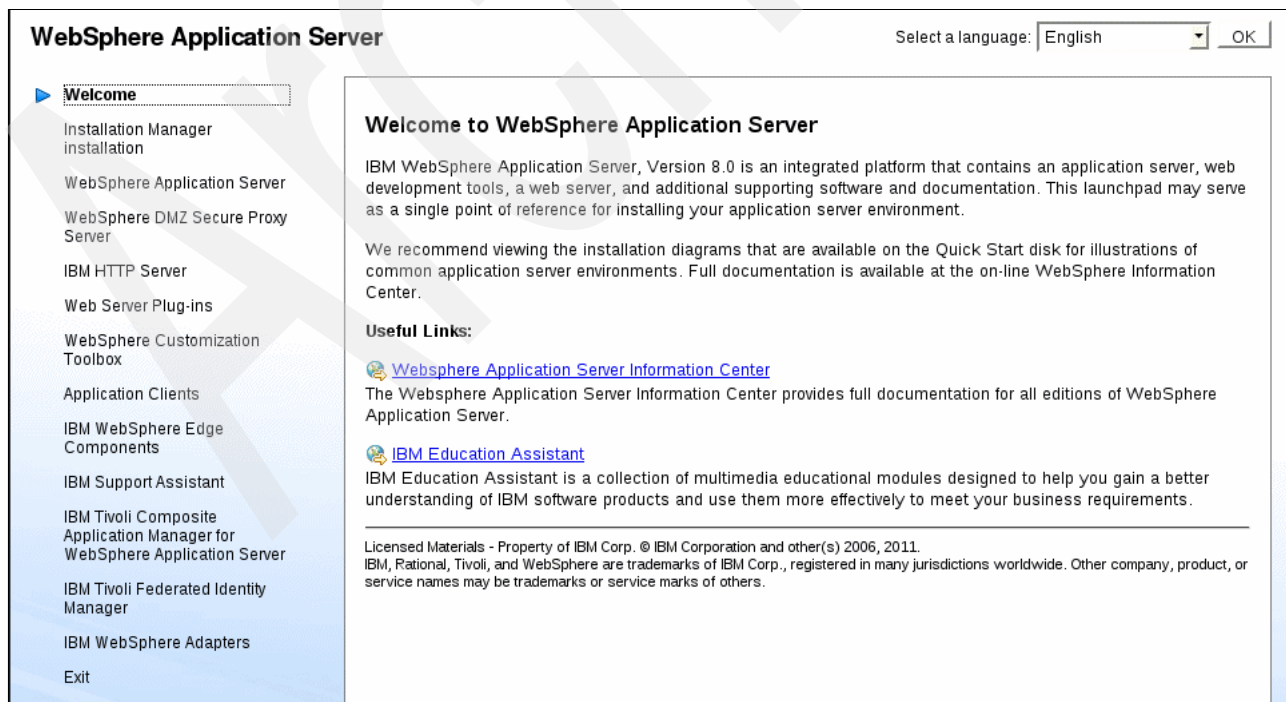 WebSphere Application Server
Select a language: English OK
Welcome
Installation Manager
installation
WebSphere Application Server
WebSphere DMZ Secure Proxy
Server
IBM HTTP Server
Web Server Plug-ins
WebSphere Customization
Toolbox
Application Clients
IBM WebSphere Edge
Components
IBM Support Assistant
IBM Tivoli Composite
Application Manager for
WebSphere Application Server
IBM Tivoli Federated Identity
Manager
IBM WebSphere Adapters
Exit
Welcome to WebSphere Application Server
IBM WebSphere Application Server, Version 8.0 is an integrated platform that contains an application server, web
development tools, a web server, and additional supporting software and documentation. This launchpad may serve
as a single point of reference for installing your application server environment.
We recommend viewing the installation diagrams that are available on the Quick Start disk for illustrations of
common application server environments. Full documentation is available at the on-line WebSphere Information
Center.
Useful Links:
Websphere Application Server Information Center
The Websphere Application Server Information Center provides full documentation for all editions of WebSphere
Application Server.
IBM Education Assistant
IBM Education Assistant is a collection of multimedia educational modules designed to help you gain a better
understanding of IBM software products and use them more effectively to meet your business requirements.
Licensed Materials - Property of IBM Corp. © IBM Corporation and other(s) 2006, 2011.
IBM, Rational, Tivoli, and WebSphere are trademarks of IBM Corp., registered in many jurisdictions worldwide. Other company, product, or
service names may be trademarks or service marks of others.